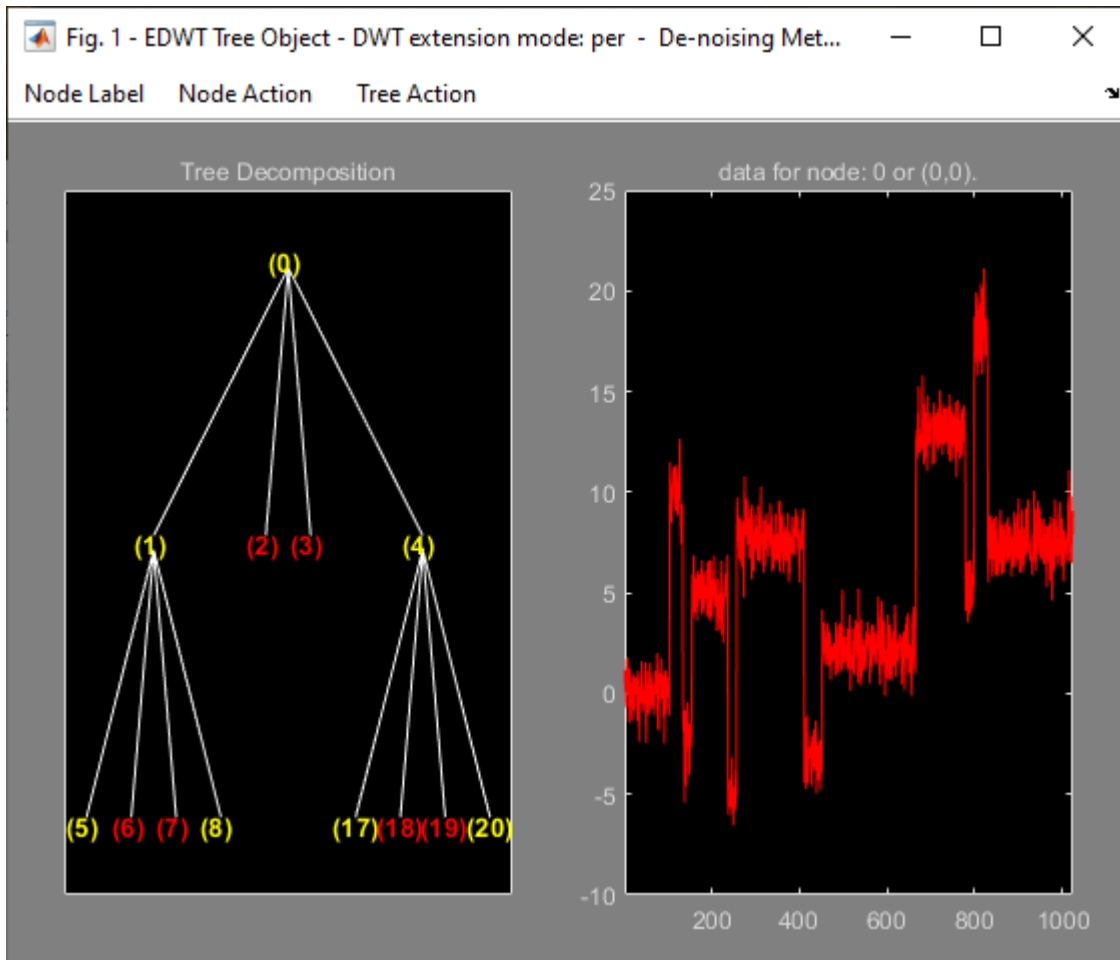 Fig. 1 - EDWT Tree Object - DWT extension mode: per - De-noising Met...
Node Label Node Action Tree Action
Tree Decomposition
(0)
(1) (2) (3) (4)
(5) (6) (7) (8) (17) (18) (19) (20)
data for node: 0 or (0,0).
25
20
15
10
5
0
-5
-10
200 400 600 800 1000